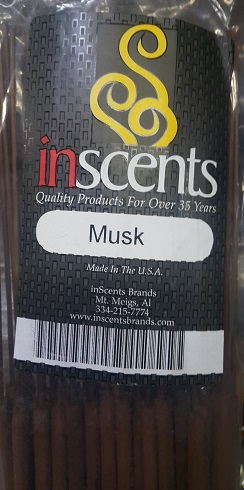 inscents
Quality Products For Over 35 Years
Musk
Made In The U.S.A.
inScents Brands
Mt. Meigs, Al
334-215-7774
www.inscentsbrands.com